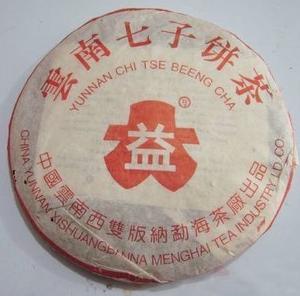 雲南七子餅茶
YUNNAN CHI TSE BEENG CHA
®
益
中國雲南西雙版納勐海茶廠出品
CHINA YUNNAN XISHUANGBANNA MENGHAI TEA INDUSTRY LTD CO